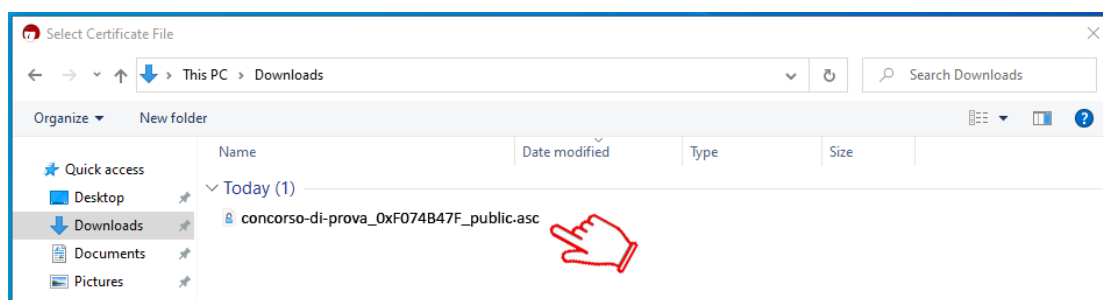 Select Certificate File
This PC > Downloads
Search Downloads
Organize
New folder
Name Date modified Type Size
Quick access
Today (1)
Desktop
concorso-di-prova_0xF074B47F_public.asc
Downloads
Documents
Pictures